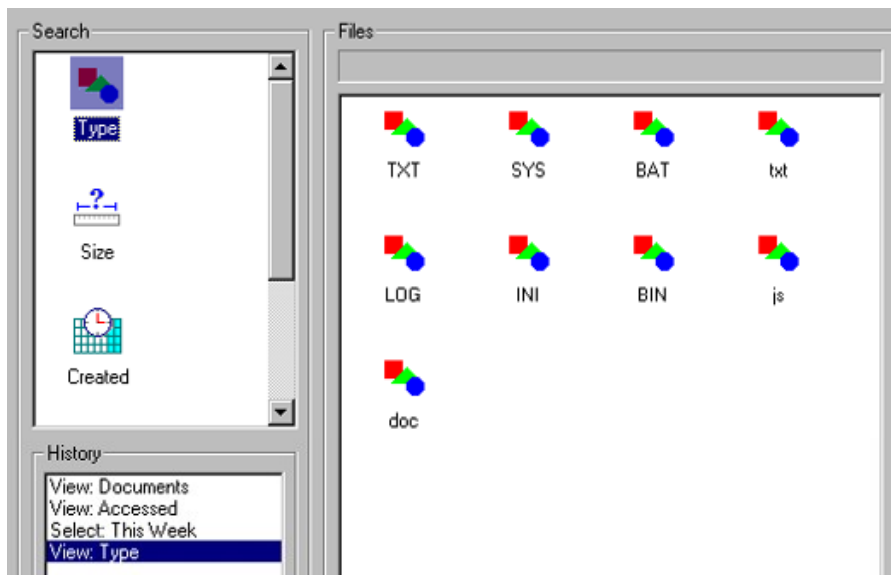 Search
Type
?
Size
Created
History
View: Documents
View: Accessed
Select: This Week
View: Type
Files
TXT SYS BAT txt
LOG INI BIN js
doc